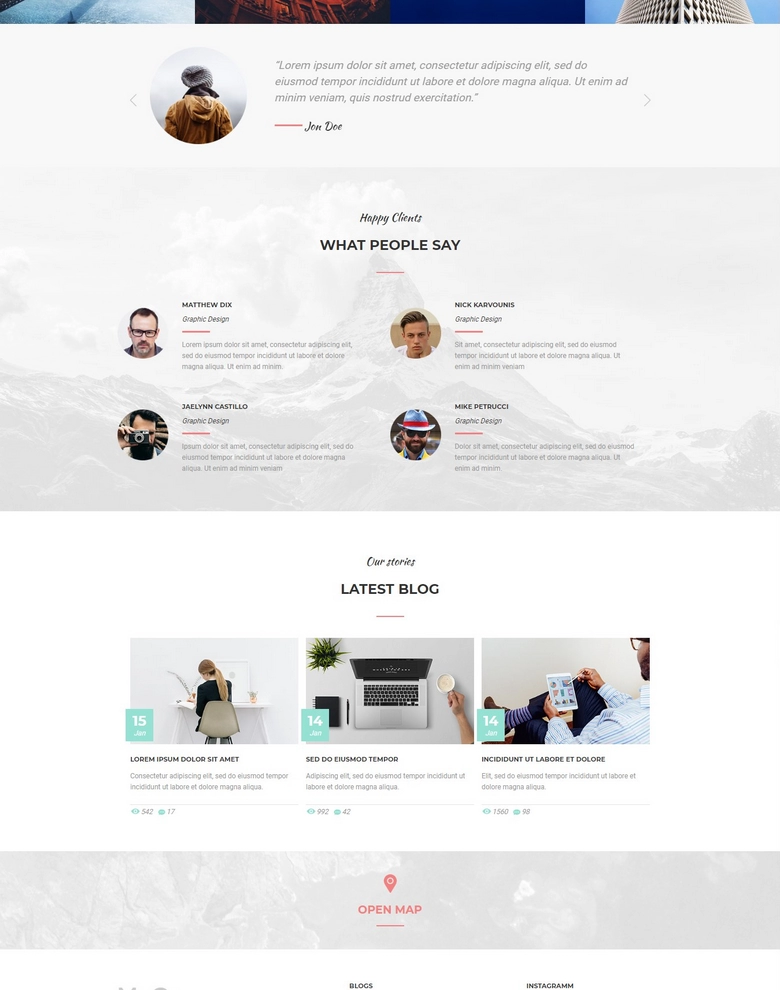 “Lorem ipsum dolor sit amet, consectetur adipiscing elit, sed do
eiusmod tempor incididunt ut labore et dolore magna aliqua. Ut enim ad
minim veniam, quis nostrud exercitation.”
Jon Doe
Happy Clients
WHAT PEOPLE SAY
MATTHEW DIX
Graphic Design
Lorem ipsum dolor sit amet, consectetur adipiscing elit,
sed do eiusmod tempor incididunt ut labore et dolore
magna aliqua. Ut enim ad minim.
NICK KARVOUNIS
Graphic Design
Sit amet, consectetur adipiscing elit, sed do eiusmod
tempor incididunt ut labore et dolore magna aliqua. Ut
enim ad minim veniam
JAELYNN CASTILLO
Graphic Design
Ipsum dolor sit amet, consectetur adipiscing elit, sed do
eiusmod tempor incididunt ut labore et dolore magna
aliqua. Ut enim ad minim veniam
MIKE PETRUCCI
Graphic Design
Dolor sit amet, consectetur adipiscing elit, sed do eiusmod
tempor incididunt ut labore et dolore magna aliqua. Ut
enim ad minim
Our stories
LATEST BLOG
15
Jan
LOREM IPSUM DOLOR SIT AMET
Consectetur adipiscing elit, sed do eiusmod tempor
incididunt ut labore et dolore magna aliqua.
542 17
14
Jan
SED DO EIUSMOD TEMPOR
Adipiscing elit, sed do eiusmod tempor incididunt ut
labore et dolore magna aliqua.
992 42
14
Jan
INCIDIDUNT UT LABORE ET DOLORE
Elit, sed do eiusmod tempor incididunt ut labore et
dolore magna aliqua.
1560 98
OPEN MAP
BLOGS
INSTAGRAMM